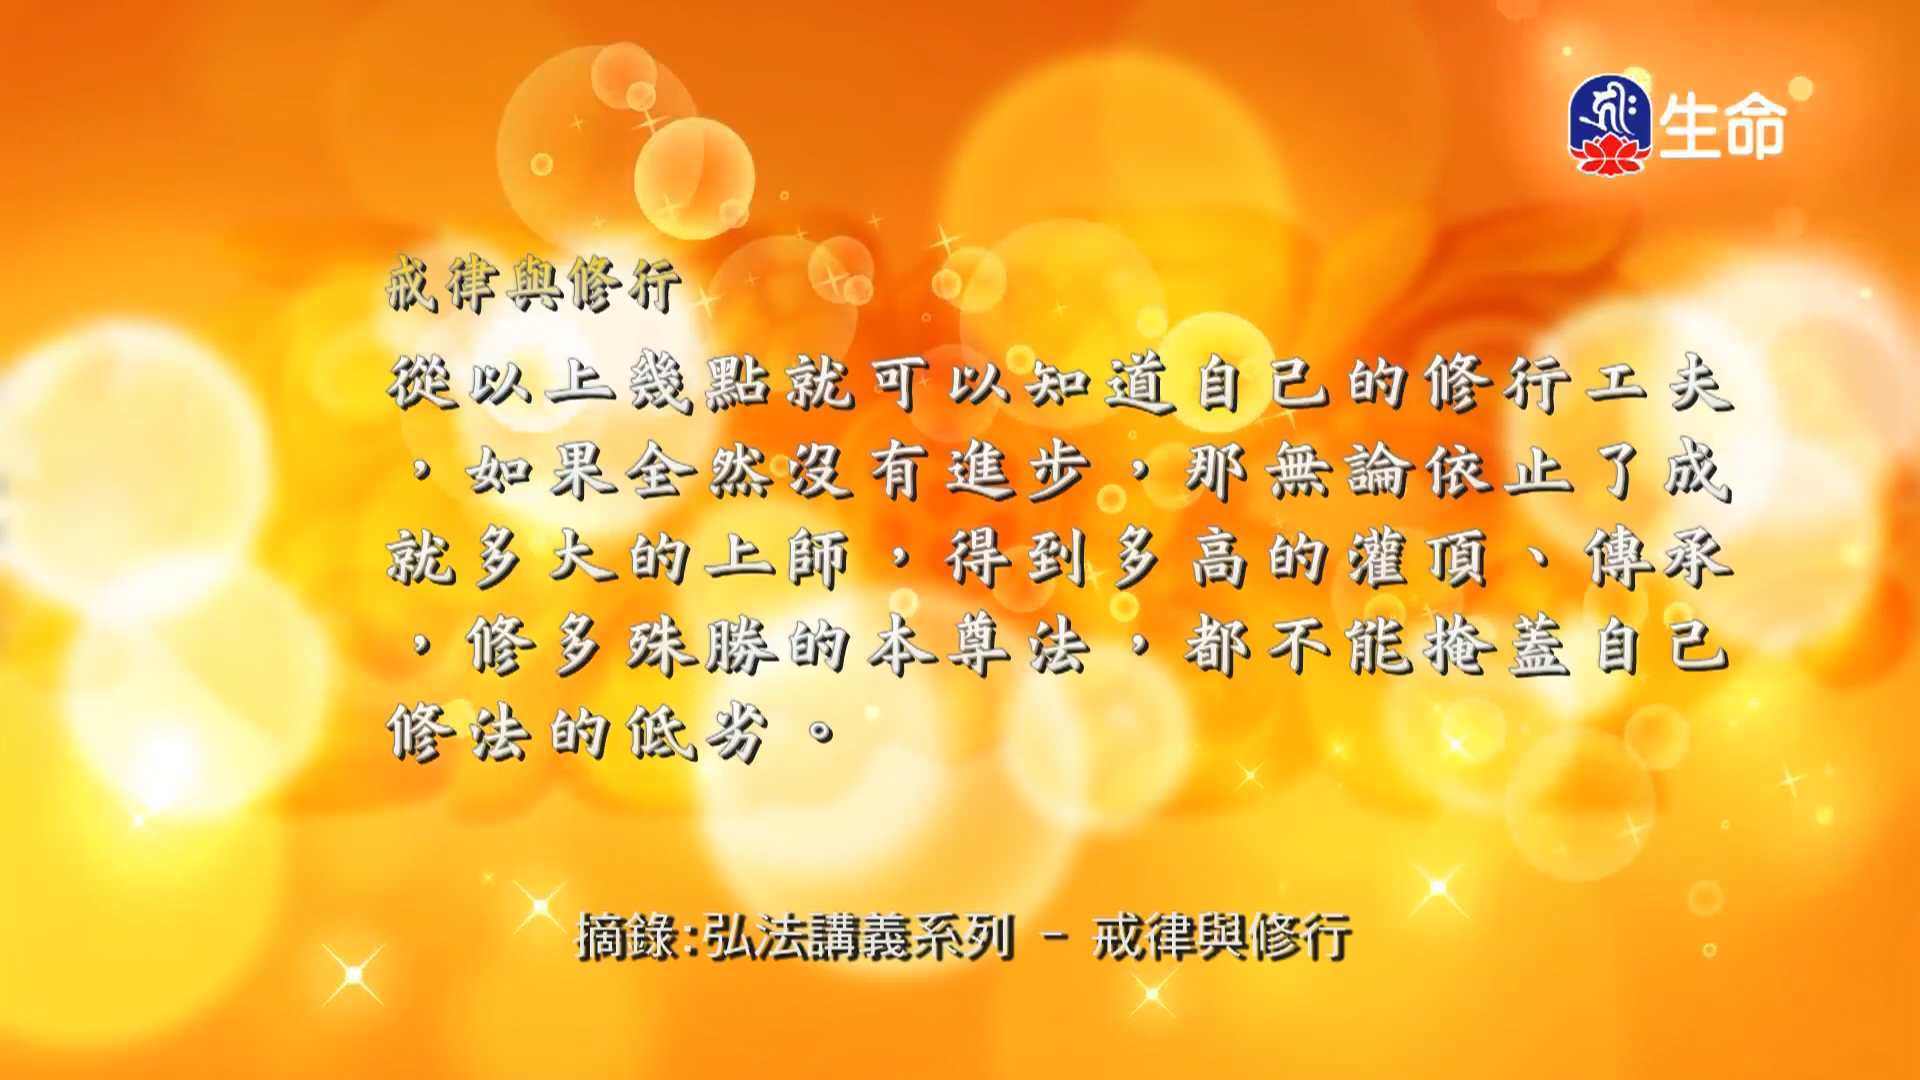 生命
戒律與修行
從以上幾點就可以知道自己的修行工夫
，如果全然沒有進步，那無論依止了成
就多大的上師，得到多高的灌頂、傳承
，修多殊勝的本尊法，都不能掩蓋自己
修法的低劣。
摘錄:弘法講義系列 - 戒律與修行